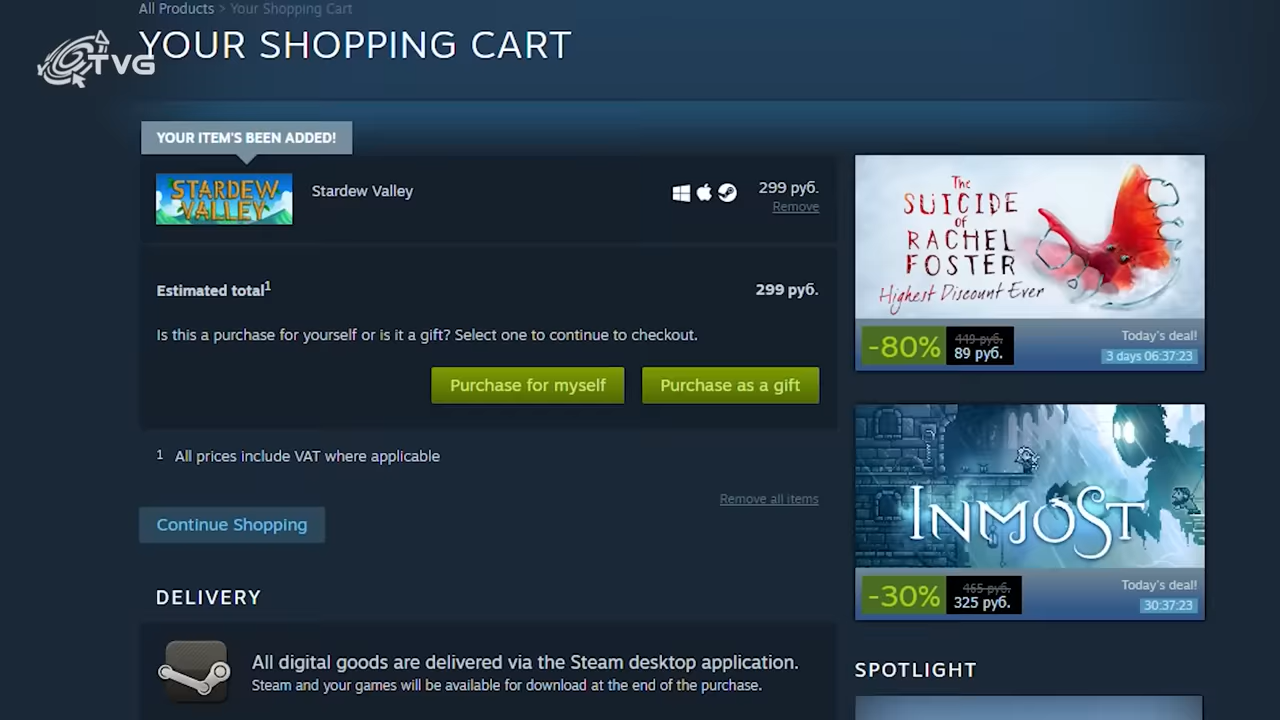 All Products > Your Shopping Cart
YOUR SHOPPING CART
TVG
YOUR ITEM'S BEEN ADDED!
STARDEW
VALLEY
Stardew Valley
299 руб.
Remove
Estimated total1
299 руб.
Is this a purchase for yourself or is it a gift? Select one to continue to checkout.
Purchase for myself
Purchase as a gift
1 All prices include VAT where applicable
Remove all items
Continue Shopping
DELIVERY
All digital goods are delivered via the Steam desktop application.
Steam and your games will be available for download at the end of the purchase.
The
SUICIDE
of
RACHEL
FOSTER
Highest Discount Ever
-80%
449 руб.
89 руб.
Today's deal!
3 days 06:37:23
INMOST
-30%
465 руб.
325 руб.
Today's deal!
30:37:23
SPOTLIGHT